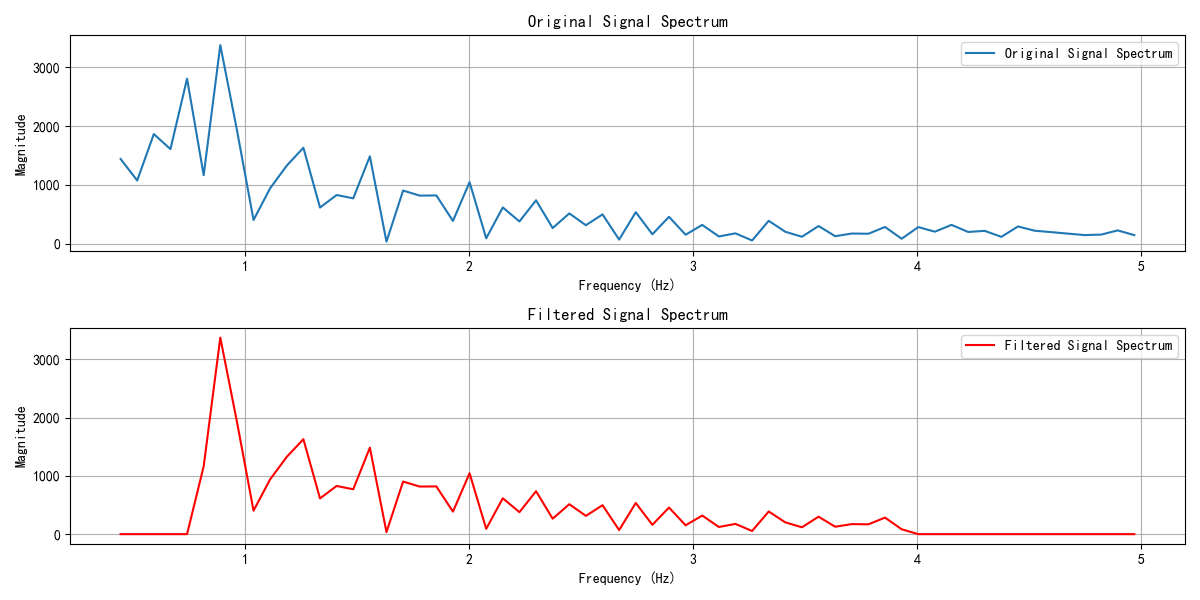 Original Signal Spectrum
Original Signal Spectrum
3000
2000
1000
0
Magnitude
1 2 3 4 5
Frequency (Hz)
Filtered Signal Spectrum
Filtered Signal Spectrum
3000
2000
1000
0
Magnitude
1 2 3 4 5
Frequency (Hz)